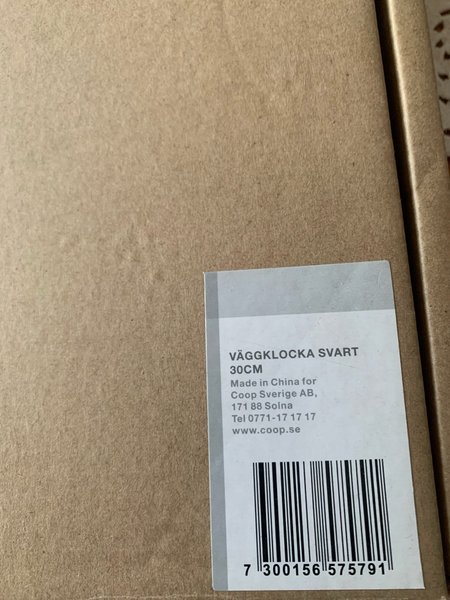 VÄGGKLOCKA SVART
30CM
Made in China for
Coop Sverige AB,
171 88 Solna
Tel 0771-17 17 17
www.coop.se
7 300156 575791